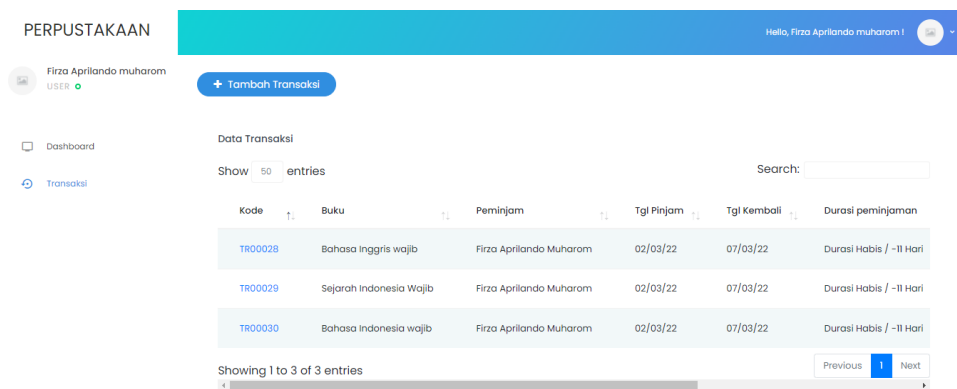 PERPUSTAKAAN
Hello, Firza Aprilando muharom !
Firza Aprilando muharom
USER
+ Tambah Transaksi
Dashboard
Transaksi
Data Transaksi
Show 50 entries
Search:
Kode Buku Peminjam Tgl Pinjam Tgl Kembali Durasi peminjaman
TR00028 Bahasa Inggris wajib Firza Aprilando Muharom 02/03/22 07/03/22 Durasi Habis / -11 Hari
TR00029 Sejarah Indonesia Wajib Firza Aprilando Muharom 02/03/22 07/03/22 Durasi Habis / -11 Hari
TR00030 Bahasa Indonesia wajib Firza Aprilando Muharom 02/03/22 07/03/22 Durasi Habis / -11 Hari
Showing 1 to 3 of 3 entries
Previous 1 Next